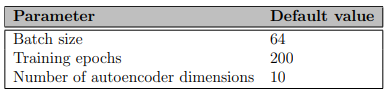 Parameter Default value
Batch size 64
Training epochs 200
Number of autoencoder dimensions 10